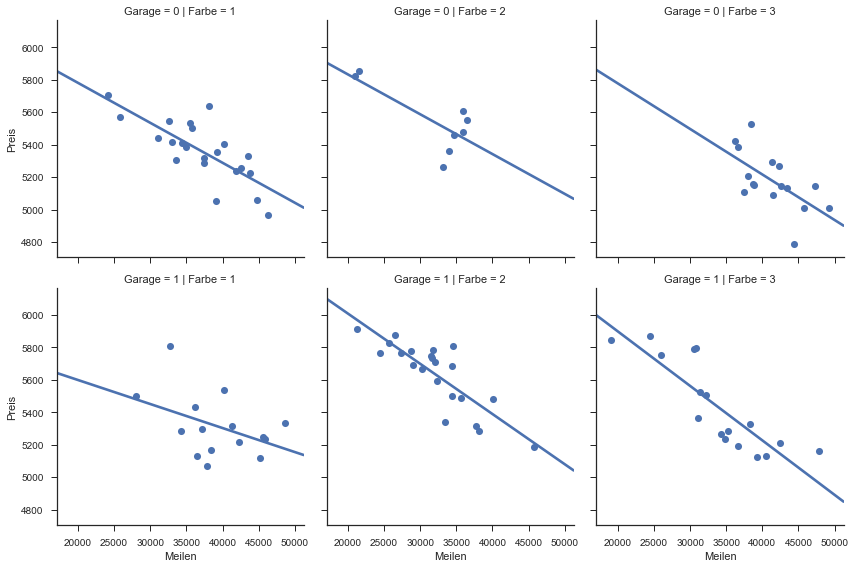 Garage = 0 | Farbe = 1
Garage = 0 | Farbe = 2
Garage = 0 | Farbe = 3
6000
5800
5600
5400
5200
5000
4800
Preis
Garage = 1 | Farbe = 1
Garage = 1 | Farbe = 2
Garage = 1 | Farbe = 3
6000
5800
5600
5400
5200
5000
4800
Preis
20000 25000 30000 35000 40000 45000 50000
20000 25000 30000 35000 40000 45000 50000
20000 25000 30000 35000 40000 45000 50000
Meilen
Meilen
Meilen